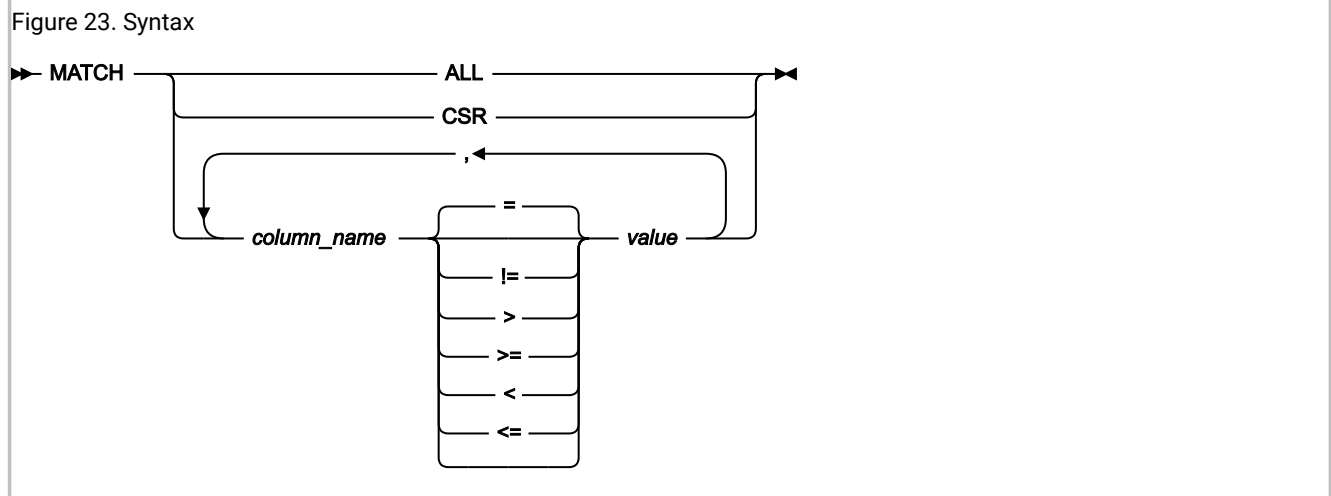 Figure 23. Syntax
MATCH ALL
CSR
,
=
column_name value
!=
>
>=
<
<=